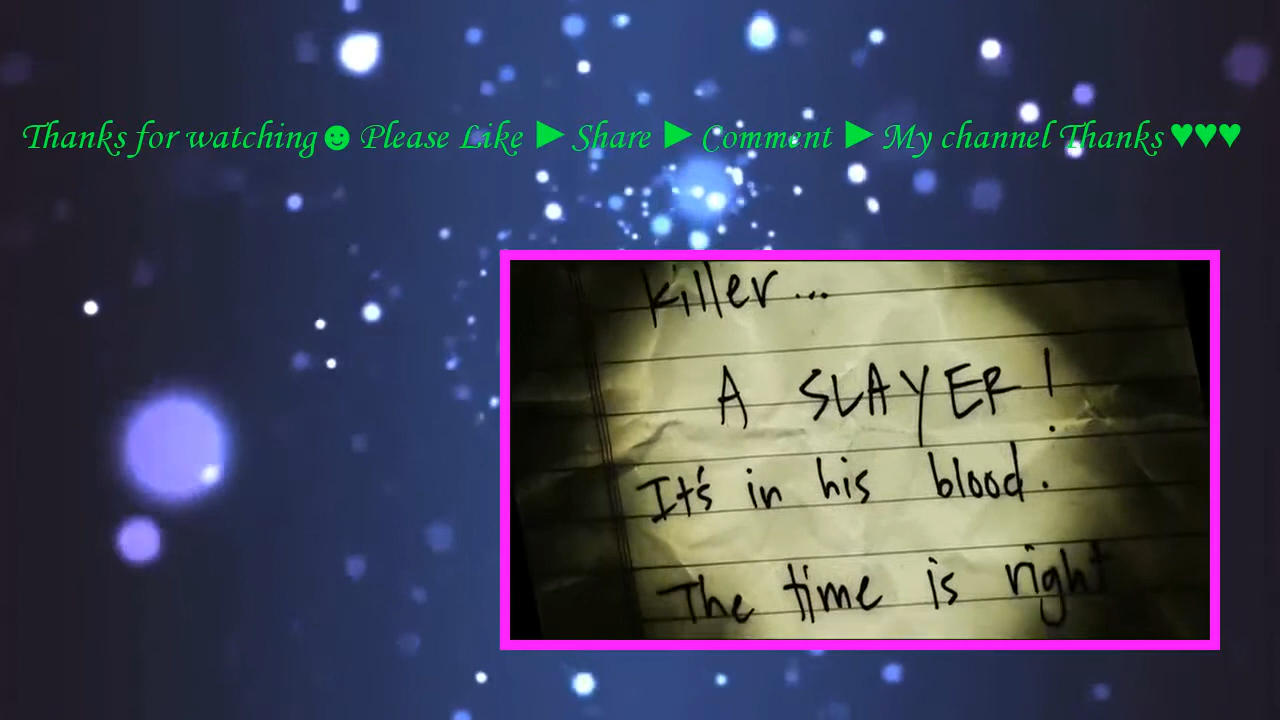 Thanks for watching☻Please Like ► Share ► Comment ► My channel Thanks ♥♥♥
Killer...
A SLAYER!
It's in his blood.
The time is right